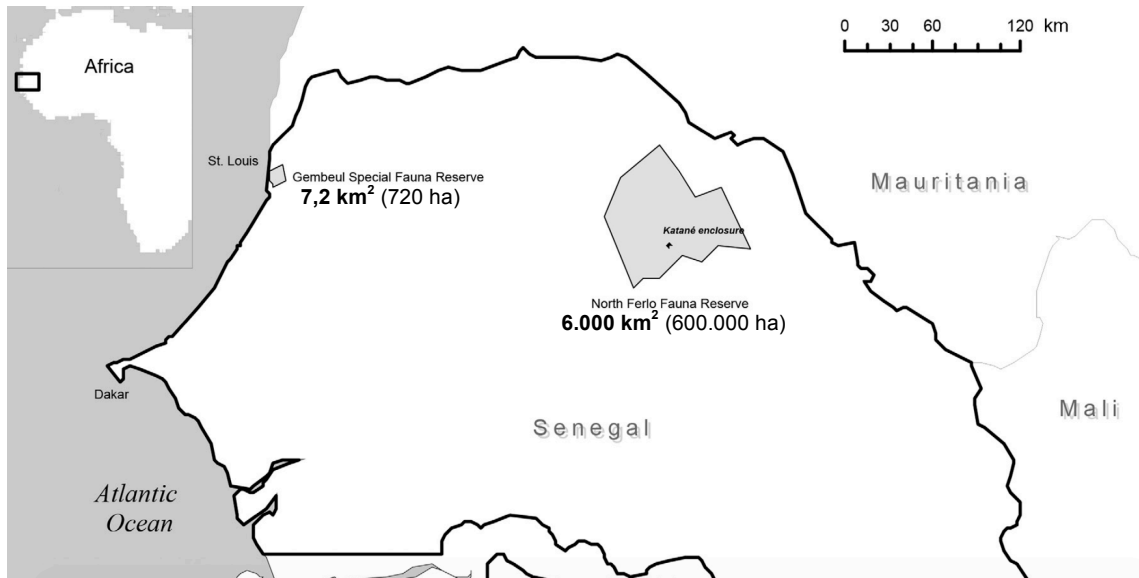 Africa
0 30 60 120 km
St. Louis
Gembeul Special Fauna Reserve
7,2 km² (720 ha)
Mauritania
Katané enclosure
North Ferlo Fauna Reserve
6.000 km² (600.000 ha)
Dakar
Senegal
Mali
Atlantic
Ocean